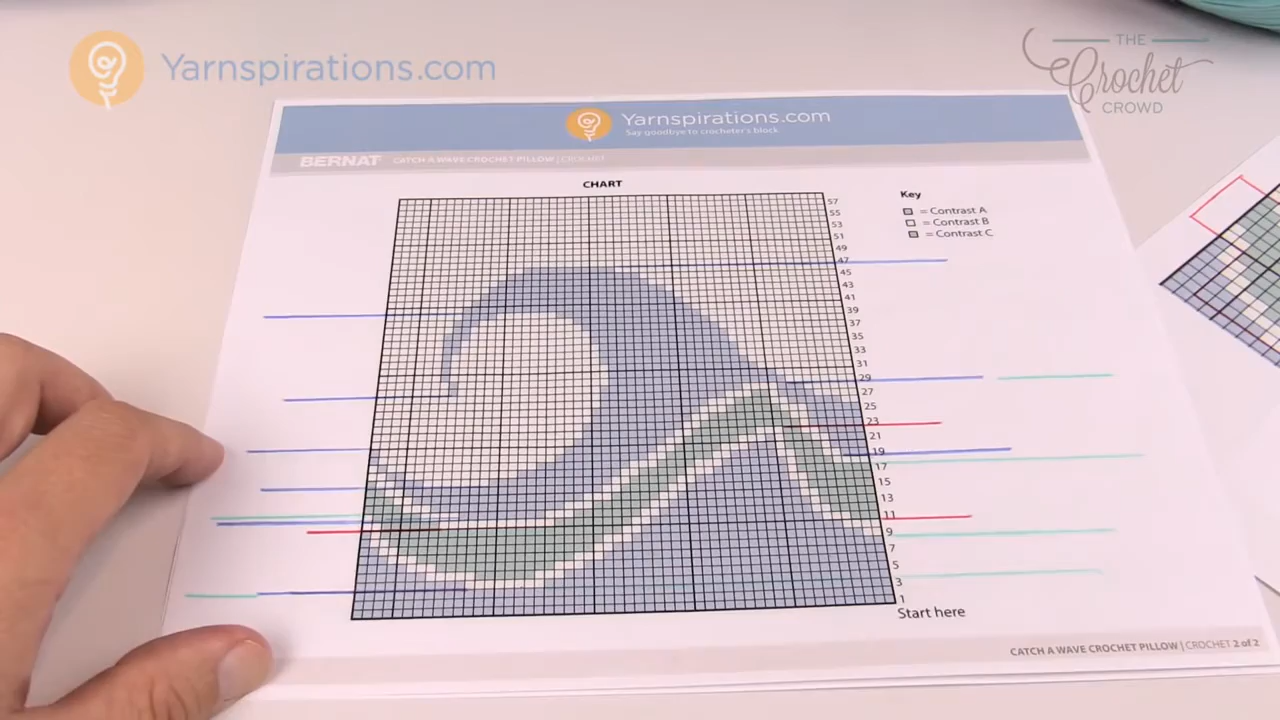 Yarnspirations.com
THE
Crochet
CROWD
Yarnspirations.com
Say goodbye to crocheter's block.
BERNAT CATCH A WAVE CROCHET PILLOW | CROCHET
CHART
Key
= Contrast A
= Contrast B
= Contrast C
57
55
53
51
49
47
45
43
41
39
37
35
33
31
29
27
25
23
21
19
17
15
13
11
9
7
5
3
1
Start here
CATCH A WAVE CROCHET PILLOW | CROCHET 2 of 2